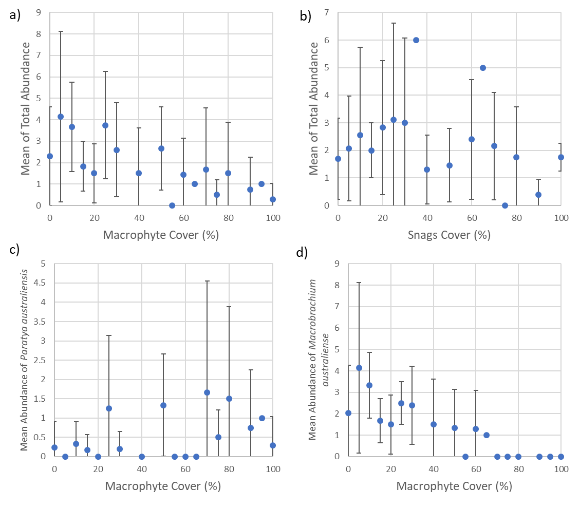 a)
Mean of Total Abundance
9
8
7
6
5
4
3
2
1
0
0 20 40 60 80 100
Macrophyte Cover (%)
b)
Mean of Total Abundance
7
6
5
4
3
2
1
0
0 20 40 60 80 100
Snags Cover (%)
c)
Mean Abundance of Paratya australiensis
5
4.5
4
3.5
3
2.5
2
1.5
1
0.5
0
0 20 40 60 80 100
Macrophyte Cover (%)
d)
Mean Abundance of Macrobrachium
australiense
9
8
7
6
5
4
3
2
1
0
0 20 40 60 80 100
Macrophyte Cover (%)